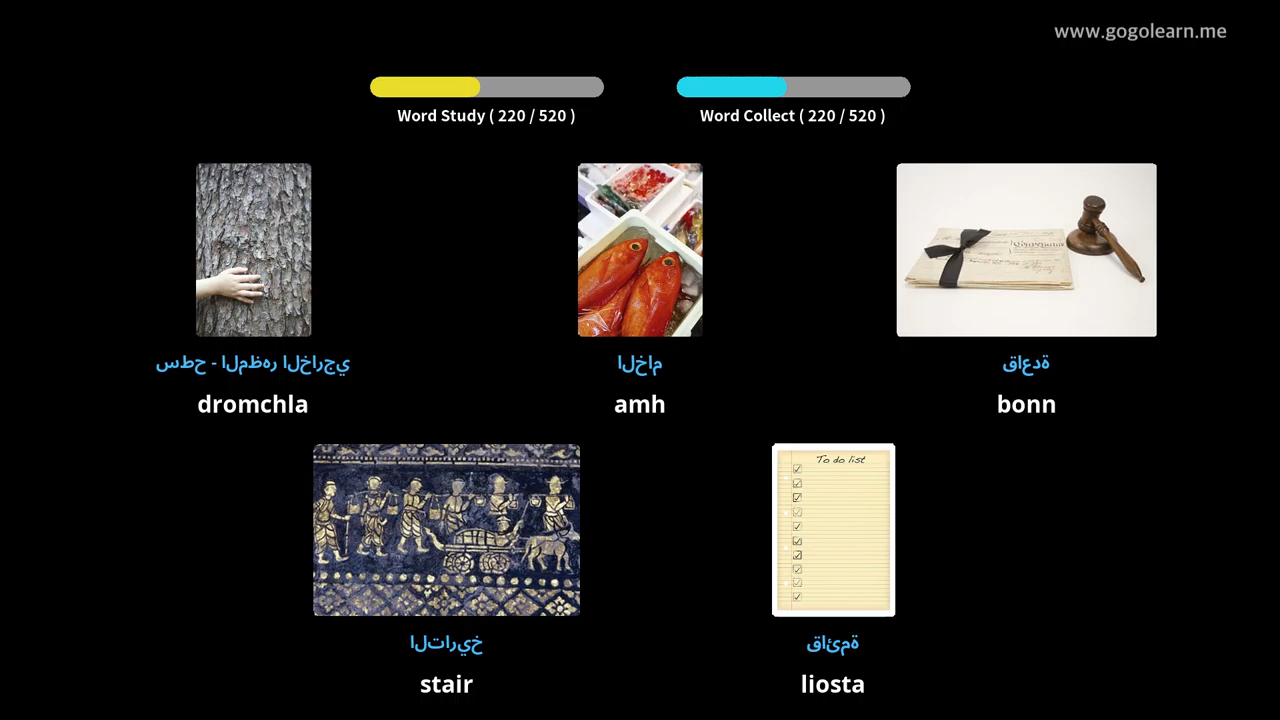 www.gogolearn.me
Word Study ( 220 / 520 )
Word Collect ( 220 / 520 )
سطح - المظهر الخارجي
dromchla
الخام
amh
قاعدة
bonn
To do list
التاريخ
stair
قائمة
liosta